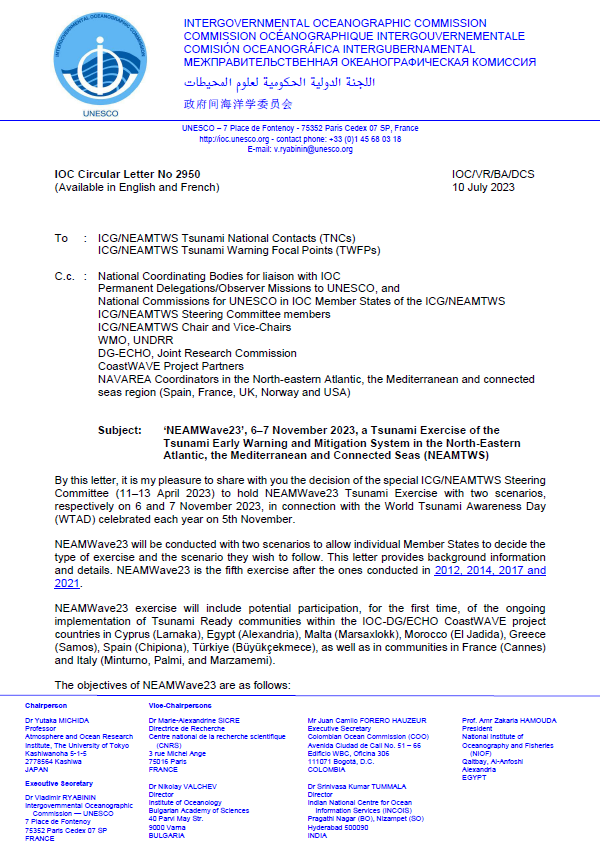 INTERGOVERNMENTAL OCEANOGRAPHIC COMMISSION
UNESCO
INTERGOVERNMENTAL OCEANOGRAPHIC COMMISSION
COMMISSION OCÉANOGRAPHIQUE INTERGOUVERNEMENTALE
COMISIÓN OCEANOGRÁFICA INTERGUBERNAMENTAL
МЕЖПРАВИТЕЛЬСТВЕННАЯ ОКЕАНОГРАФИЧЕСКАЯ КОМИССИЯ
اللجنة الدولية الحكومية لعلوم المحيطات
政府间海洋学委员会
UNESCO – 7 Place de Fontenoy - 75352 Paris Cedex 07 SP, France
http://ioc.unesco.org - contact phone: +33 (0)1 45 68 03 18
E-mail: v.ryabinin@unesco.org
IOC Circular Letter No 2950 IOC/VR/BA/DCS
(Available in English and French) 10 July 2023
To : ICG/NEAMTWS Tsunami National Contacts (TNCs)
ICG/NEAMTWS Tsunami Warning Focal Points (TWFPs)
C.c. : National Coordinating Bodies for liaison with IOC
Permanent Delegations/Observer Missions to UNESCO, and
National Commissions for UNESCO in IOC Member States of the ICG/NEAMTWS
ICG/NEAMTWS Steering Committee members
ICG/NEAMTWS Chair and Vice-Chairs
WMO, UNDRR
DG-ECHO, Joint Research Commission
CoastWAVE Project Partners
NAVAREA Coordinators in the North-eastern Atlantic, the Mediterranean and connected
seas region (Spain, France, UK, Norway and USA)
Subject: ‘NEAMWave23’, 6–7 November 2023, a Tsunami Exercise of the
Tsunami Early Warning and Mitigation System in the North-Eastern
Atlantic, the Mediterranean and Connected Seas (NEAMTWS)
By this letter, it is my pleasure to share with you the decision of the special ICG/NEAMTWS Steering
Committee (11–13 April 2023) to hold NEAMWave23 Tsunami Exercise with two scenarios,
respectively on 6 and 7 November 2023, in connection with the World Tsunami Awareness Day
(WTAD) celebrated each year on 5th November.
NEAMWave23 will be conducted with two scenarios to allow individual Member States to decide the
type of exercise and the scenario they wish to follow. This letter provides background information
and details. NEAMWave23 is the fifth exercise after the ones conducted in 2012, 2014, 2017 and
2021.
NEAMWave23 exercise will include potential participation, for the first time, of the ongoing
implementation of Tsunami Ready communities within the IOC-DG/ECHO CoastWAVE project
countries in Cyprus (Larnaka), Egypt (Alexandria), Malta (Marsaxlokk), Morocco (El Jadida), Greece
(Samos), Spain (Chipiona), Türkiye (Büyükçekmece), as well as in communities in France (Cannes)
and Italy (Minturno, Palmi, and Marzamemi).
The objectives of NEAMWave23 are as follows:
Chairperson
Dr Yutaka MICHIDA
Professor
Atmosphere and Ocean Research
Institute, The University of Tokyo
Kashiwanoha 5-1-5
2778564 Kashiwa
JAPAN
Executive Secretary
Dr Vladimir RYABININ
Intergovernmental Oceanographic
Commission — UNESCO
7 Place de Fontenoy
75352 Paris Cedex 07 SP
FRANCE
Vice-Chairpersons
Dr Marie-Alexandrine SICRE
Directrice de Recherche
Centre national de la recherche scientifique
(CNRS)
3 rue Michel Ange
75016 Paris
FRANCE
Dr Nikolay VALCHEV
Director
Institute of Oceanology
Bulgarian Academy of Sciences
40 Parvi May Str.
9000 Varna
BULGARIA
Mr Juan Camilo FORERO HAUZEUR
Executive Secretary
Colombian Ocean Commission (COO)
Avenida Ciudad de Cali No. 51 – 66
Edificio WBC, Oficina 306
111071 Bogotá, D.C.
COLOMBIA
Dr Srinivasa Kumar TUMMALA
Director
Indian National Centre for Ocean
Information Services (INCOIS)
Pragathi Nagar (BO), Nizampet (SO)
Hyderabad 500090
INDIA
Prof. Amr Zakaria HAMOUDA
President
National Institute of
Oceanography and Fisheries
(NIOF)
Qaitbay, Al-Anfoshi
Alexandria
EGYPT